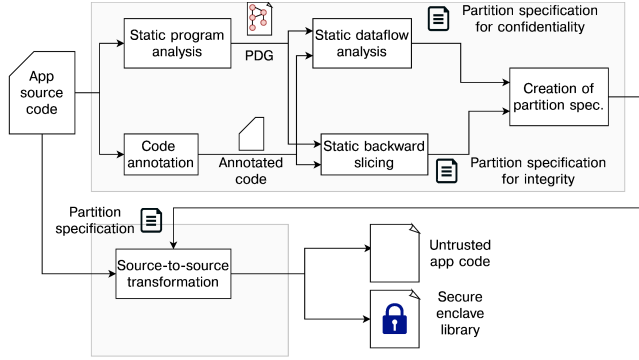 App
source
code
Static program
analysis
PDG
Static dataflow
analysis
Partition specification
for confidentiality
Creation of
partition spec.
Code
annotation
Annotated
code
Static backward
slicing
Partition specification
for integrity
Partition
specification
Source-to-source
transformation
Untrusted
app code
Secure
enclave
library